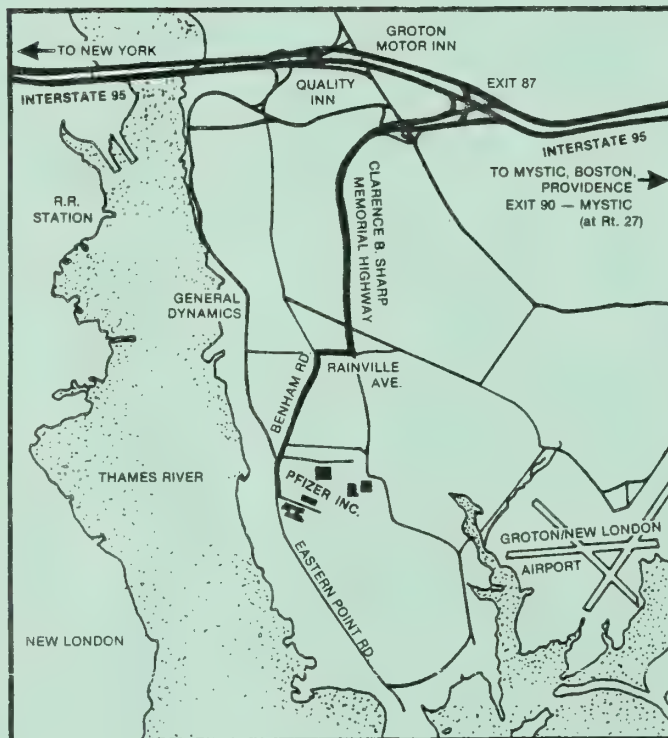 TO NEW YORK
INTERSTATE 95
GROTON
MOTOR INN
QUALITY
INN
EXIT 87
INTERSTATE 95
TO MYSTIC, BOSTON,
PROVIDENCE
EXIT 90 — MYSTIC
(at Rt. 27)
R.R.
STATION
CLARENCE B. SHARP
MEMORIAL HIGHWAY
GENERAL
DYNAMICS
BENHAM RD
RAINVILLE
AVE.
THAMES RIVER
PFIZER INC.
GROTON/NEW LONDON
AIRPORT
EASTERN POINT RD
NEW LONDON